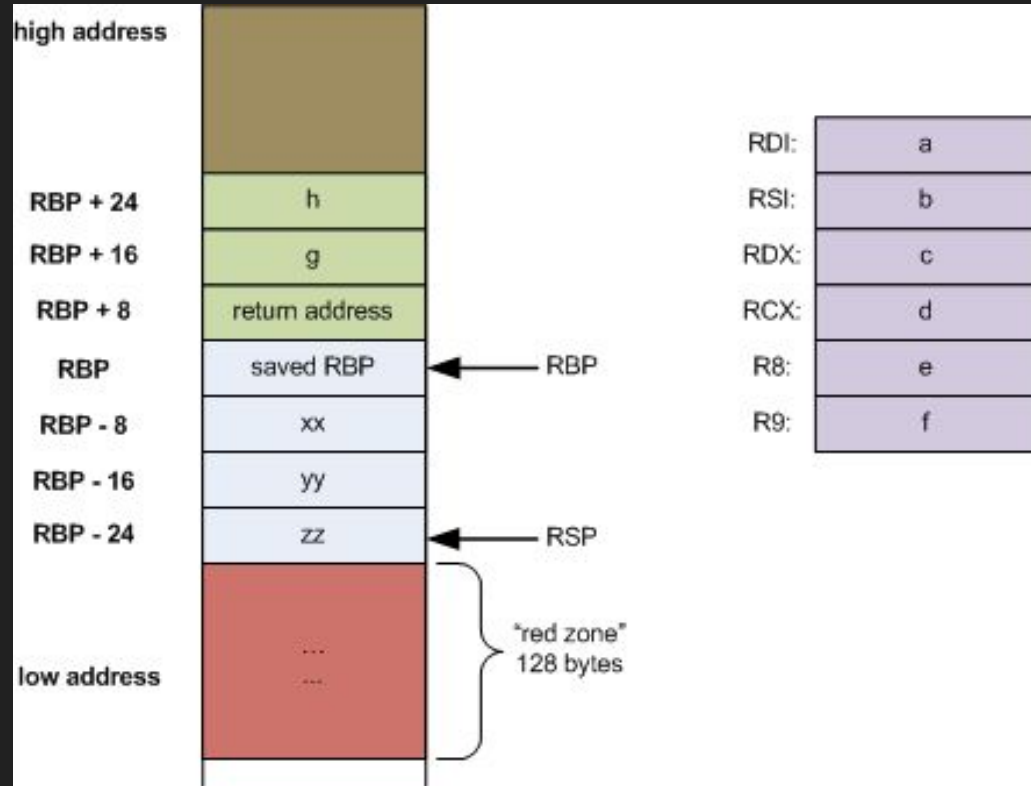 high address
RBP + 24
h
RBP + 16
g
RBP + 8
return address
RBP
saved RBP
RBP
RBP - 8
xx
RBP - 16
yy
RBP - 24
zz
RSP
...
...
"red zone"
128 bytes
low address
RDI:
a
RSI:
b
RDX:
c
RCX:
d
R8:
e
R9:
f